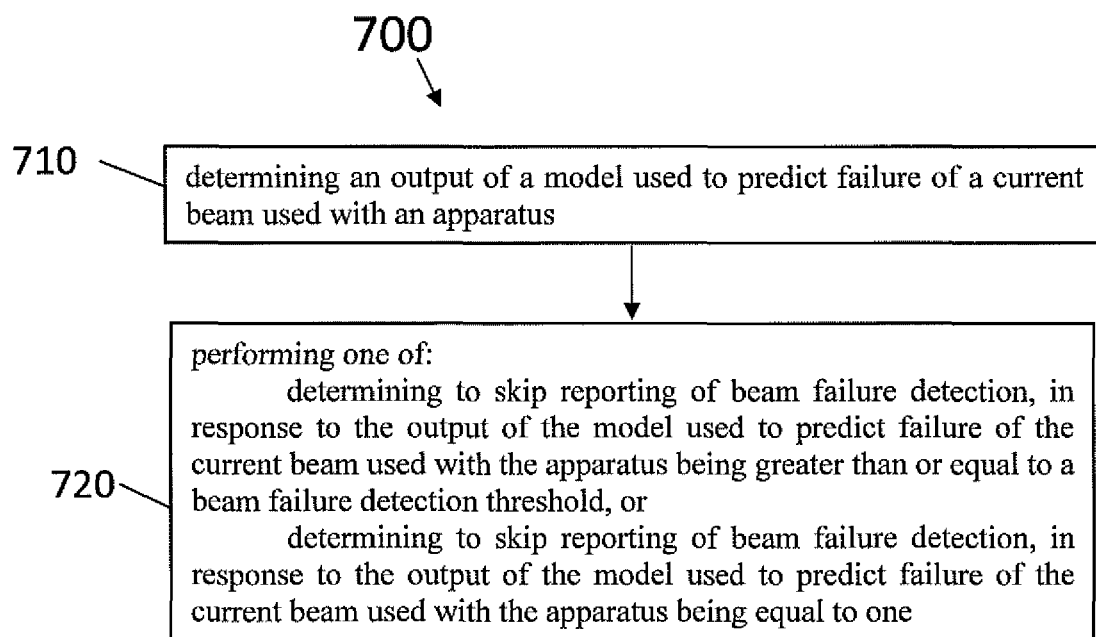 700
710
determining an output of a model used to predict failure of a current
beam used with an apparatus
720
performing one of:
determining to skip reporting of beam failure detection, in
response to the output of the model used to predict failure of the
current beam used with the apparatus being greater than or equal to a
beam failure detection threshold, or
determining to skip reporting of beam failure detection, in
response to the output of the model used to predict failure of the
current beam used with the apparatus being equal to one